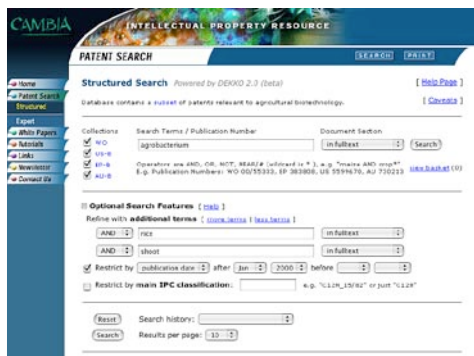 CAMBIA INTELLECTUAL PROPERTY RESOURCE
PATENT SEARCH SEARCH PRINT
Home
Patent Search
Structured
Expert
White Papers
Tutorials
Links
Newsletter
Contact Us
Structured Search Powered by DEKKO 2.0 (beta) [ Help Page ]
Database contains a subset of patents relevant to agricultural biotechnology. [ Caveats ]
Collections Search Terms / Publication Number Document Section
WO agrobacterium in fulltext Search
US-B
EP-B Operators are AND, OR, NOT, NEAR/# (wildcard is * ), e.g. "maize AND crop*" view basket (0)
AU-B E.g. Publication Numbers: WO 00/55333, EP 383808, US 5599670, AU 730213
Optional Search Features [ Help ]
Refine with additional terms [ more terms | less terms ]
AND rice in fulltext
AND shoot in fulltext
Restrict by publication date after Jan 2000 before
Restrict by main IPC classification: e.g. "C12N_15/82" or just "C12N"
Reset Search history:
Search Results per page: 10